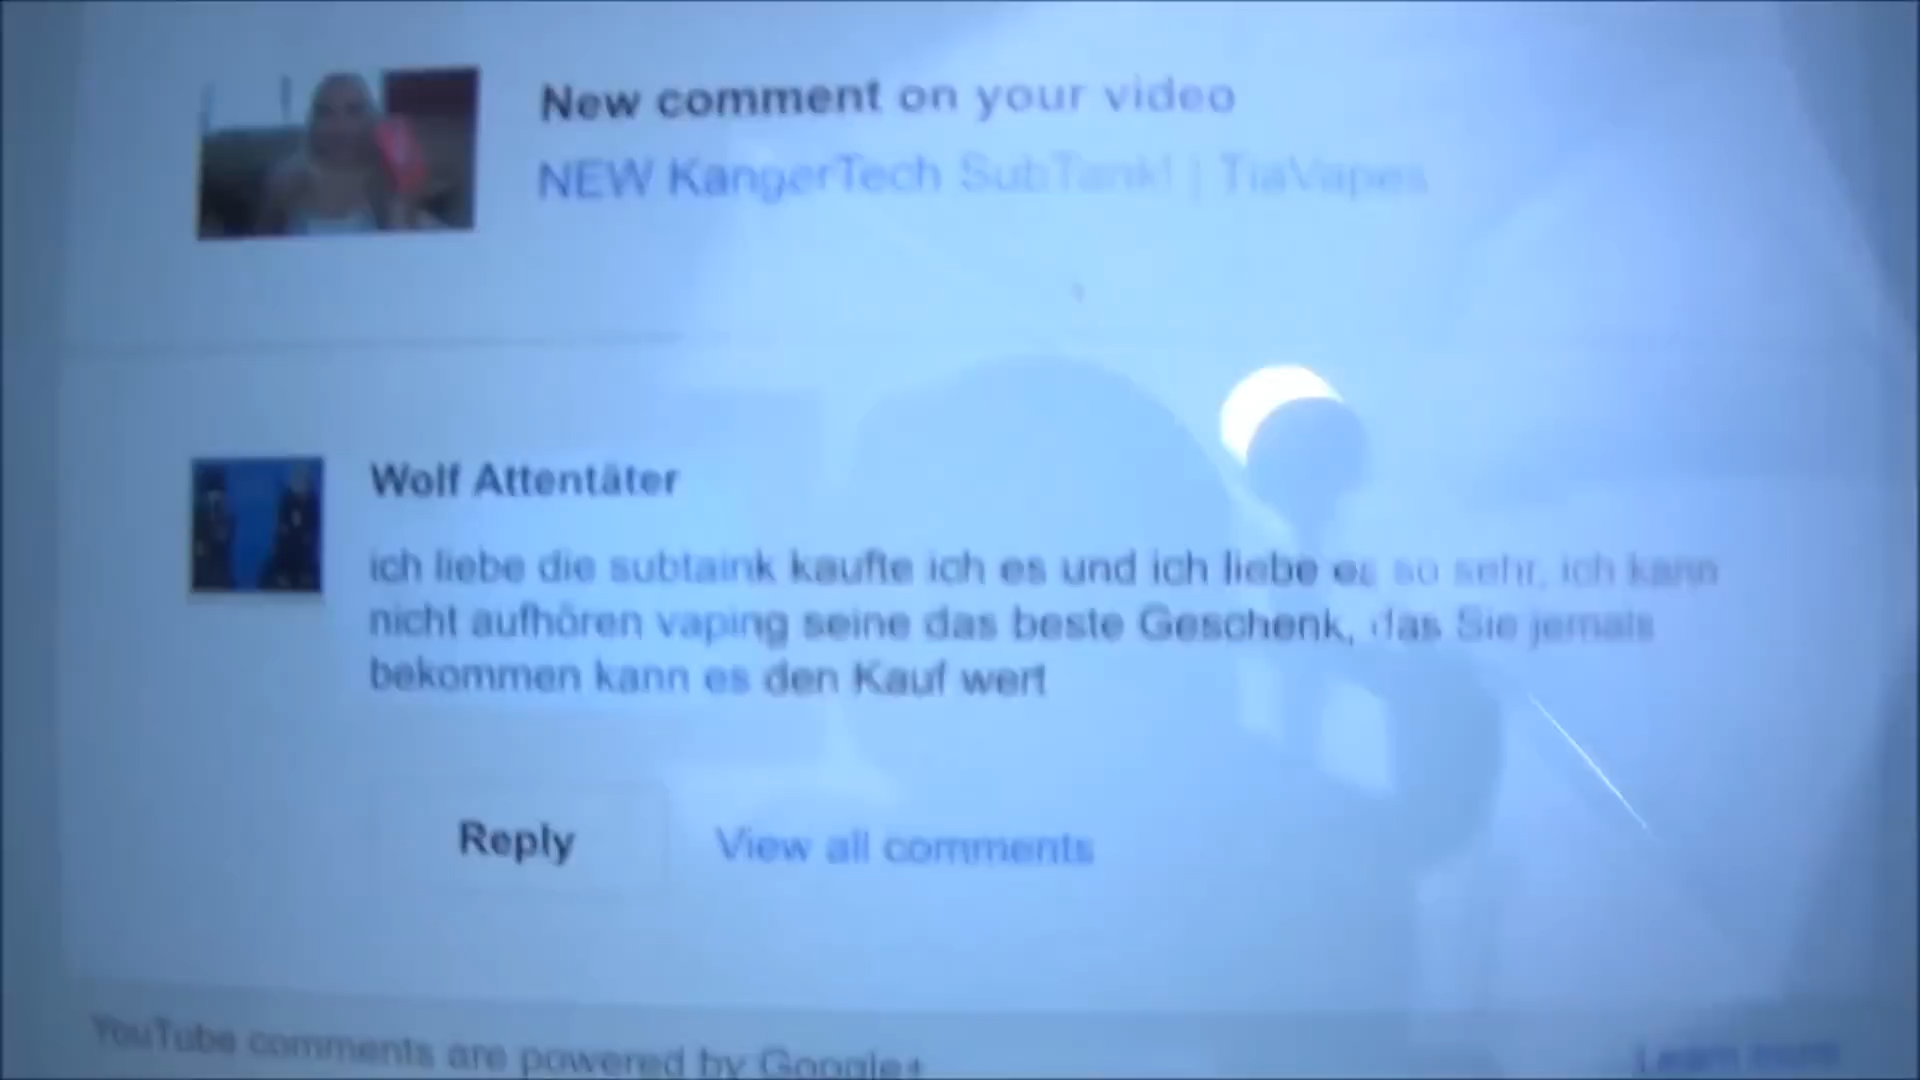 New comment on your video
NEW KangerTech SubTank! | TiaVapes
Wolf Attentäter
ich liebe die subtaink kaufte ich es und ich liebe es so sehr, ich kann
nicht aufhören vaping seine das beste Geschenk, das Sie jemals
bekommen kann es den Kauf wert
Reply
View all comments
YouTube comments are powered by Google+
Learn more